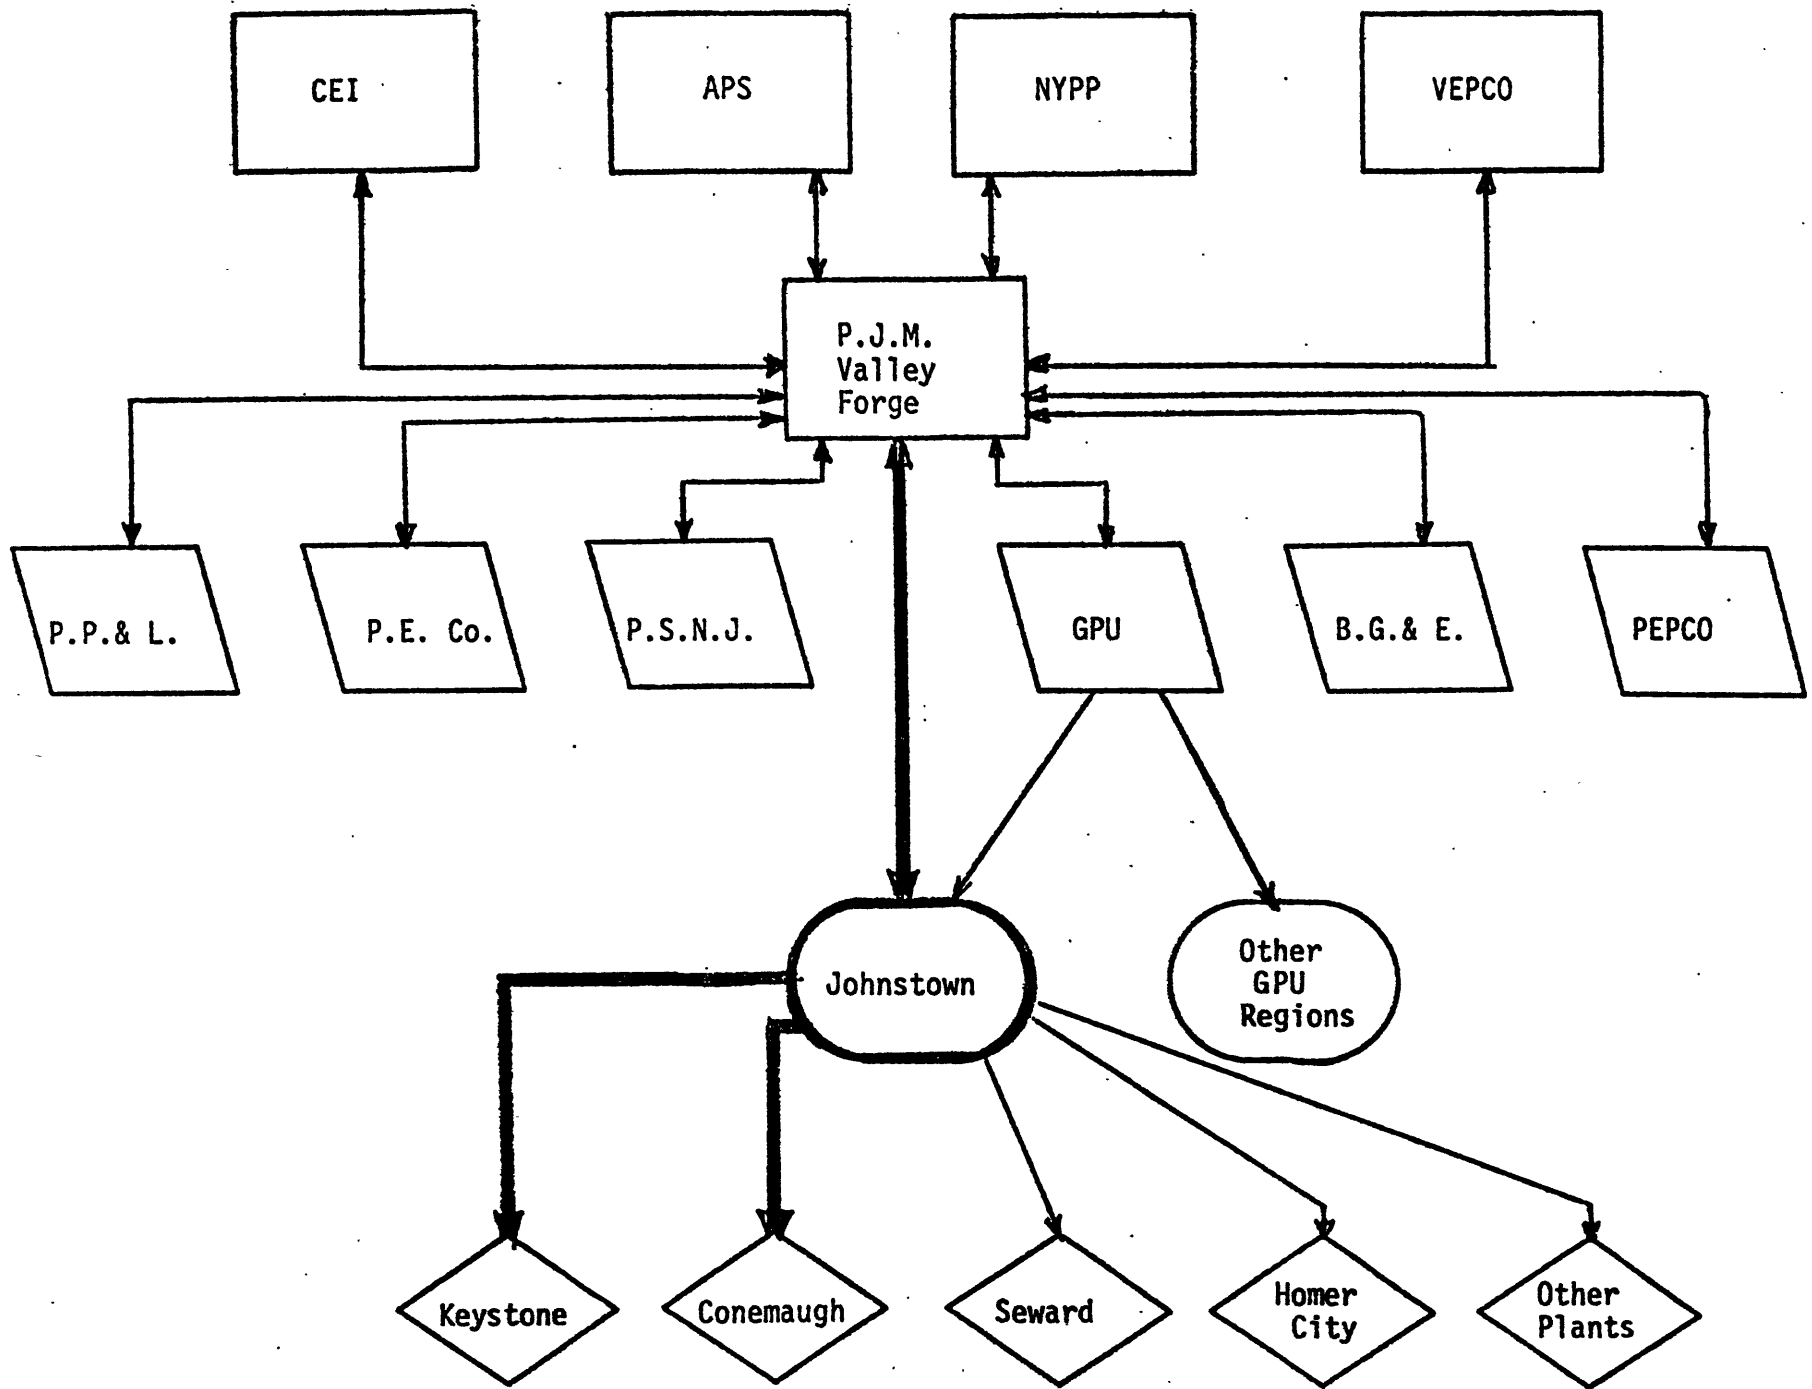 CEI
APS
NYPP
VEPCO
P.J.M.
Valley
Forge
P.P.& L.
P.E. Co.
P.S.N.J.
GPU
B.G.& E.
PEPCO
Johnstown
Other
GPU
Regions
Keystone
Conemaugh
Seward
Homer
City
Other
Plants